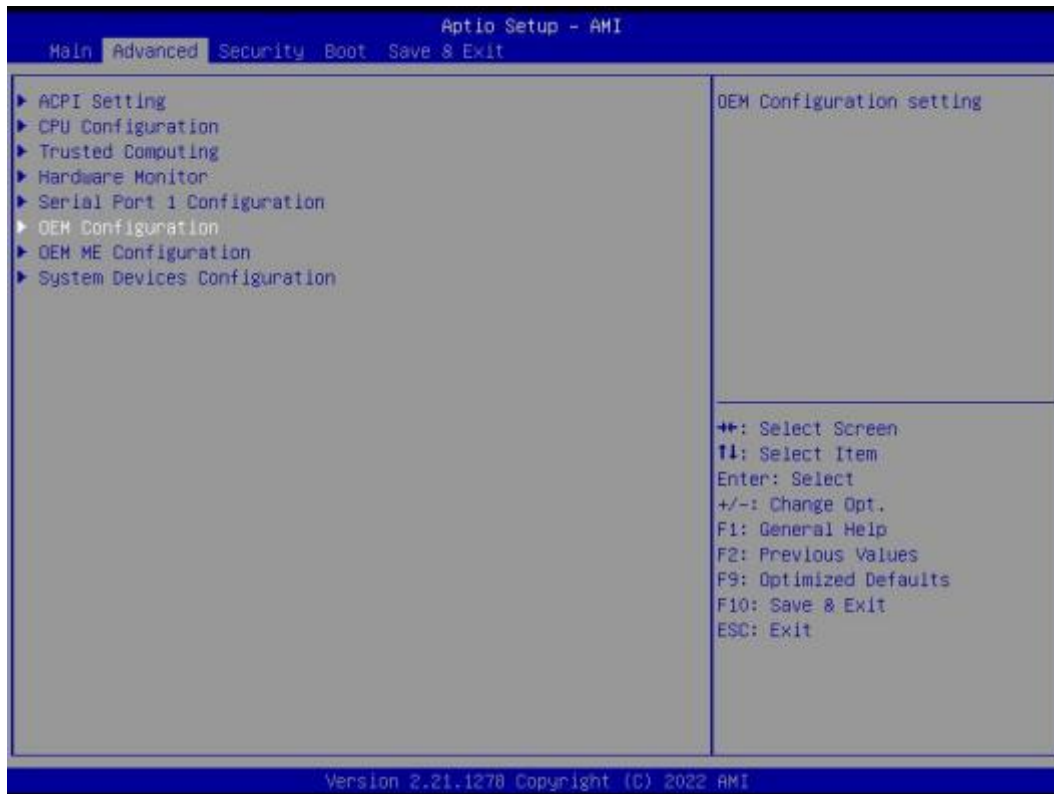 Aptio Setup - AMI
Main Advanced Security Boot Save & Exit
▶ ACPI Setting
▶ CPU Configuration
▶ Trusted Computing
▶ Hardware Monitor
▶ Serial Port 1 Configuration
▶ OEM Configuration
▶ OEM ME Configuration
▶ System Devices Configuration
OEM Configuration setting
→←: Select Screen
↑↓: Select Item
Enter: Select
+/-: Change Opt.
F1: General Help
F2: Previous Values
F9: Optimized Defaults
F10: Save & Exit
ESC: Exit
Version 2.21.1278 Copyright (C) 2022 AMI